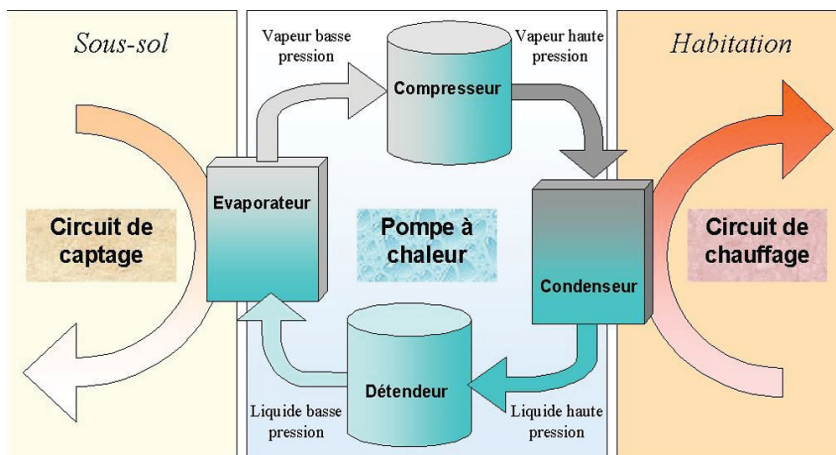 Sous-sol
Vapeur basse
pression
Vapeur haute
pression
Habitation
Compresseur
Evaporateur
Circuit de
captage
Pompe à
chaleur
Circuit de
chauffage
Condenseur
Détendeur
Liquide basse
pression
Liquide haute
pression